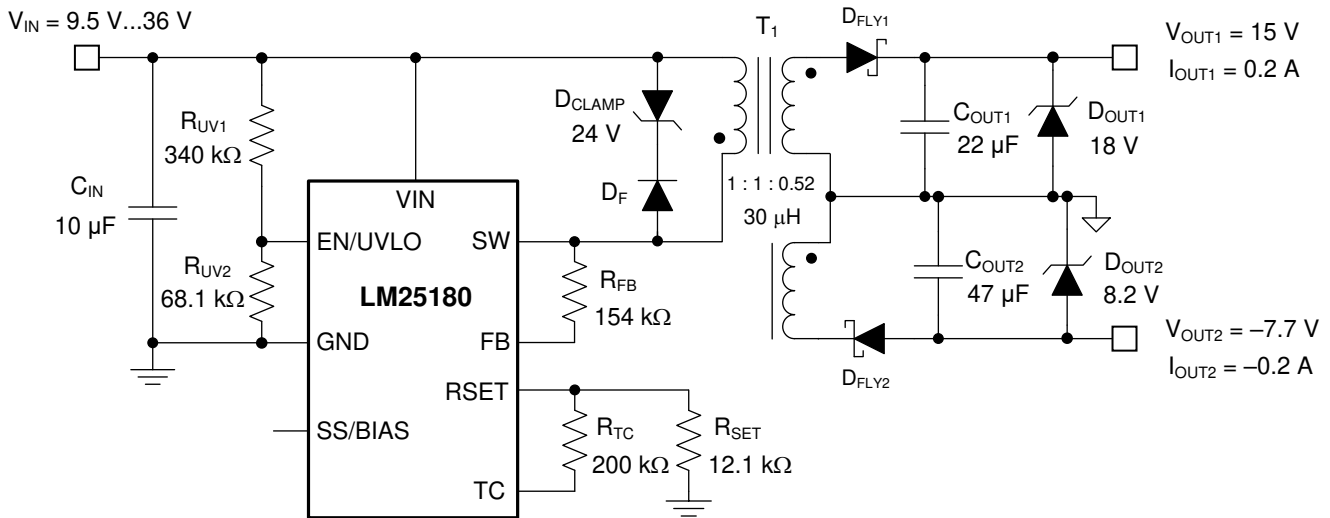 V_IN = 9.5 V...36 V
D_FLY1
T_1
V_OUT1 = 15 V
I_OUT1 = 0.2 A
R_UV1
340 kΩ
D_CLAMP
24 V
C_OUT1
22 µF
D_OUT1
18 V
C_IN
10 µF
VIN
D_F
1 : 1 : 0.52
30 µH
EN/UVLO
SW
R_UV2
68.1 kΩ
LM25180
R_FB
154 kΩ
C_OUT2
47 µF
D_OUT2
8.2 V
GND
FB
D_FLY2
V_OUT2 = –7.7 V
I_OUT2 = –0.2 A
RSET
SS/BIAS
R_TC
200 kΩ
R_SET
12.1 kΩ
TC